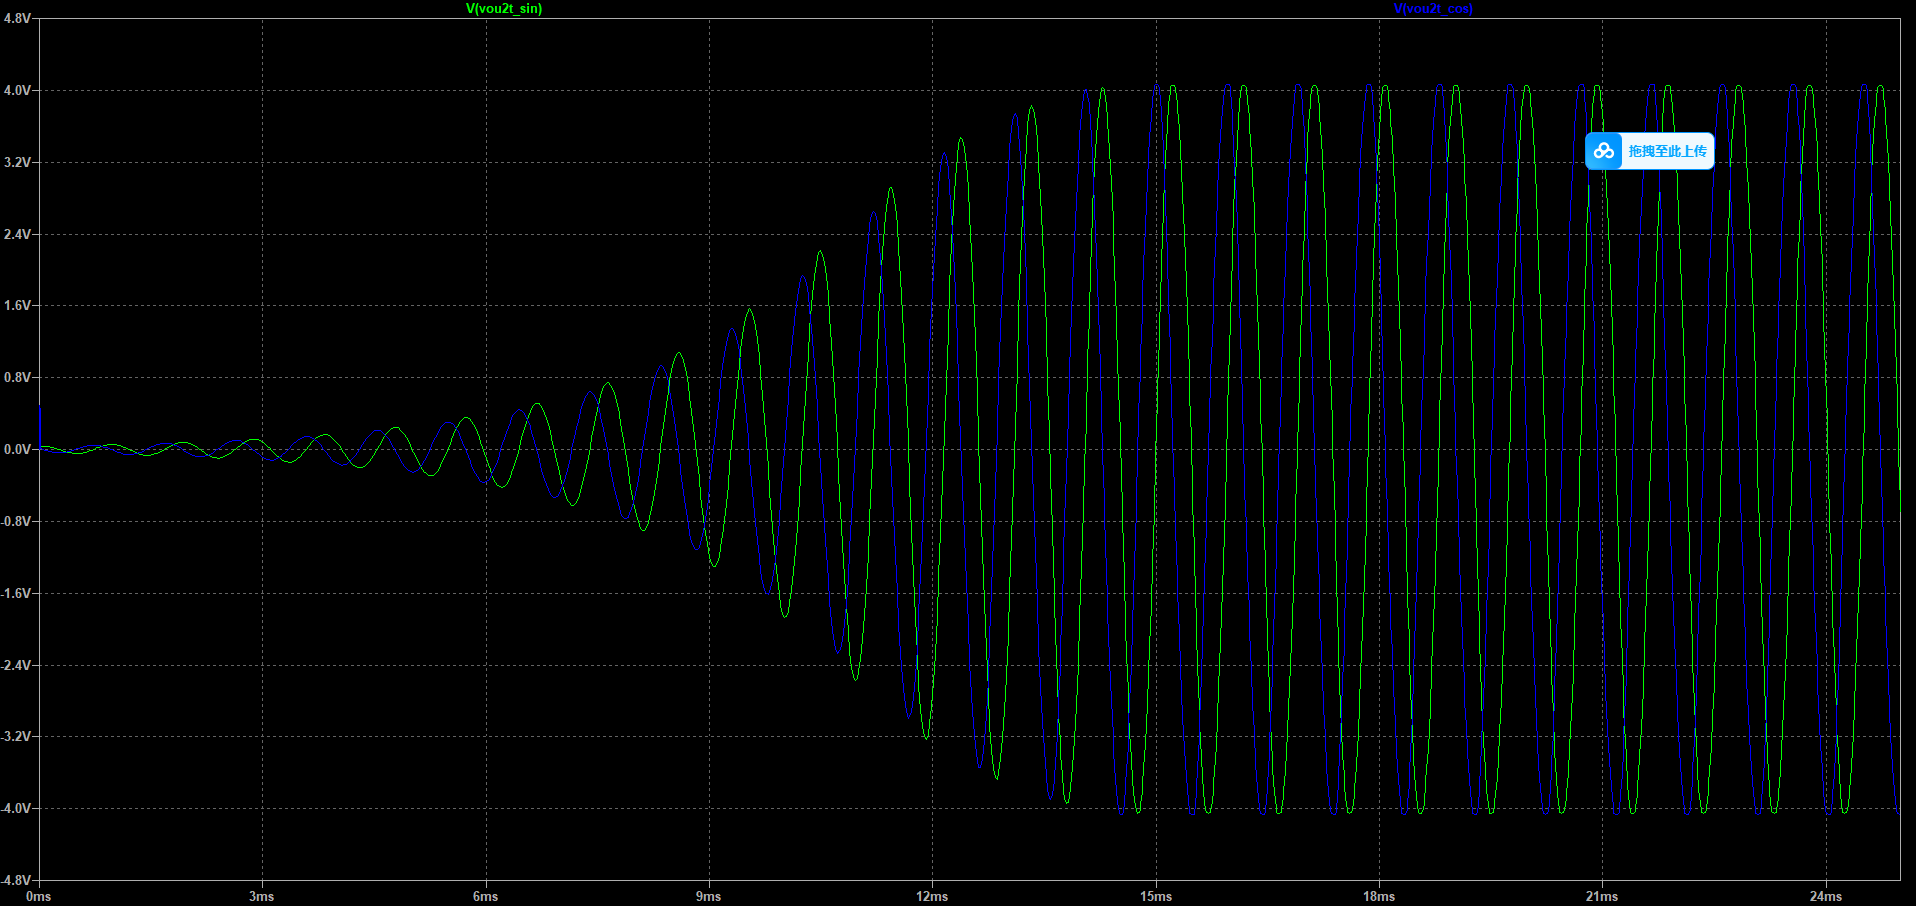 V(vou2t_sin)
V(vou2t_cos)
4.8V
4.0V
3.2V
2.4V
1.6V
0.8V
0.0V
-0.8V
-1.6V
-2.4V
-3.2V
-4.0V
-4.8V
0ms
3ms
6ms
9ms
12ms
15ms
18ms
21ms
24ms
拖拽至此上传